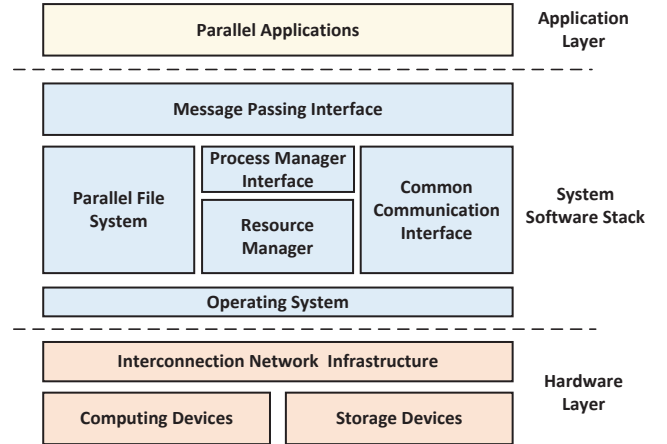 Parallel Applications
Application
Layer
Message Passing Interface
Parallel File
System
Process Manager
Interface
Resource
Manager
Common
Communication
Interface
System
Software Stack
Operating System
Interconnection Network Infrastructure
Computing Devices
Storage Devices
Hardware
Layer